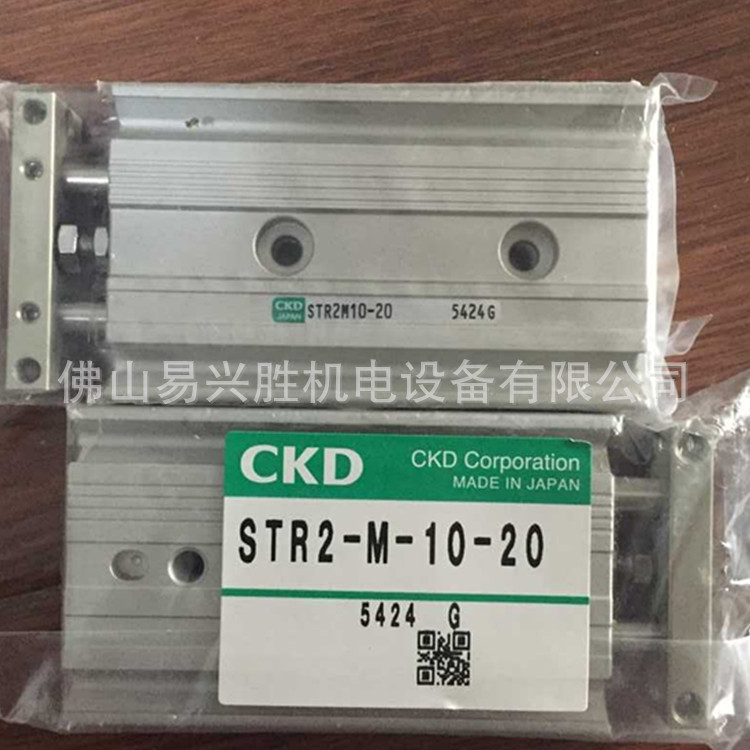 CKD
JAPAN
STR2M10-20 5424G
佛山易兴胜机电设备有限公司
CKD
CKD Corporation
MADE IN JAPAN
STR2-M-10-20
5424 G